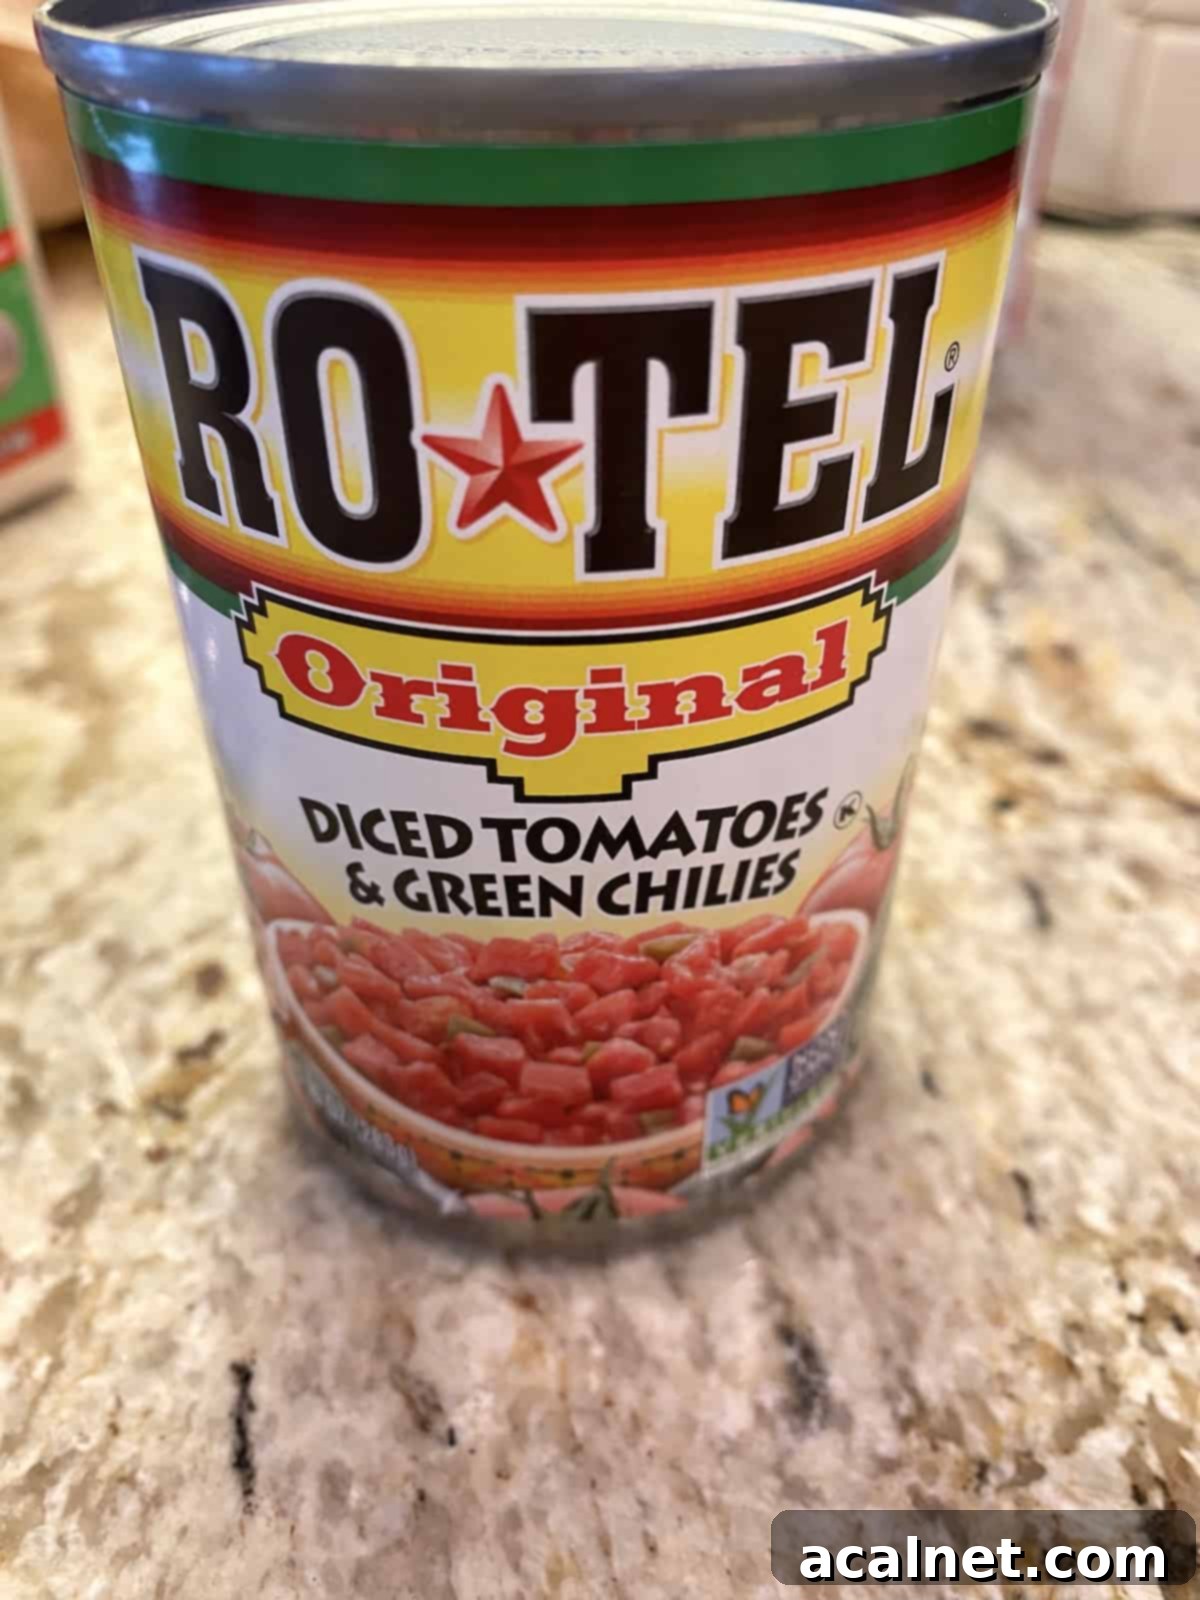 RO★TEL®
Original
DICED TOMATOES
& GREEN CHILIES
acalnet.com